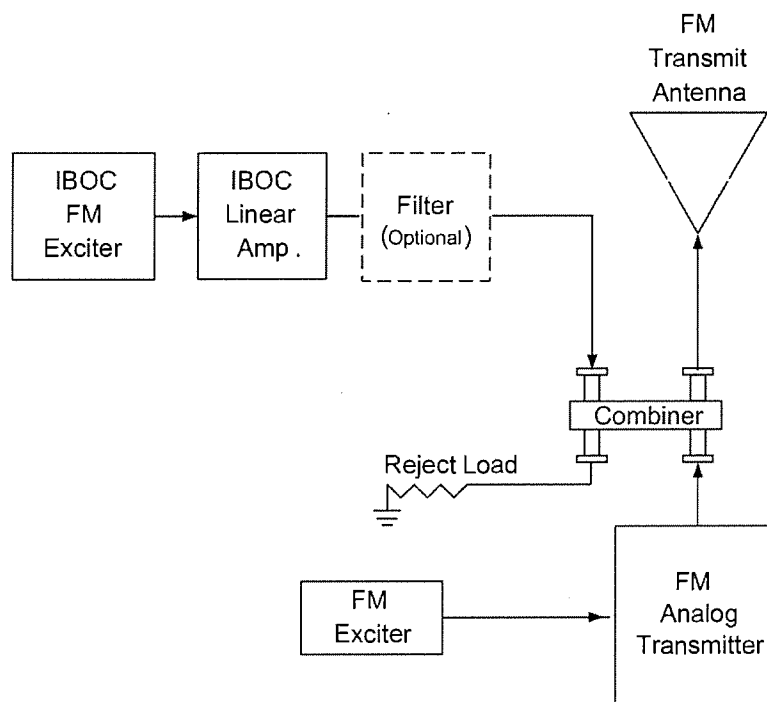 FM
Transmit
Antenna
IBOC
FM
Exciter
IBOC
Linear
Amp .
Filter
(Optional)
Combiner
Reject Load
FM
Exciter
FM
Analog
Transmitter